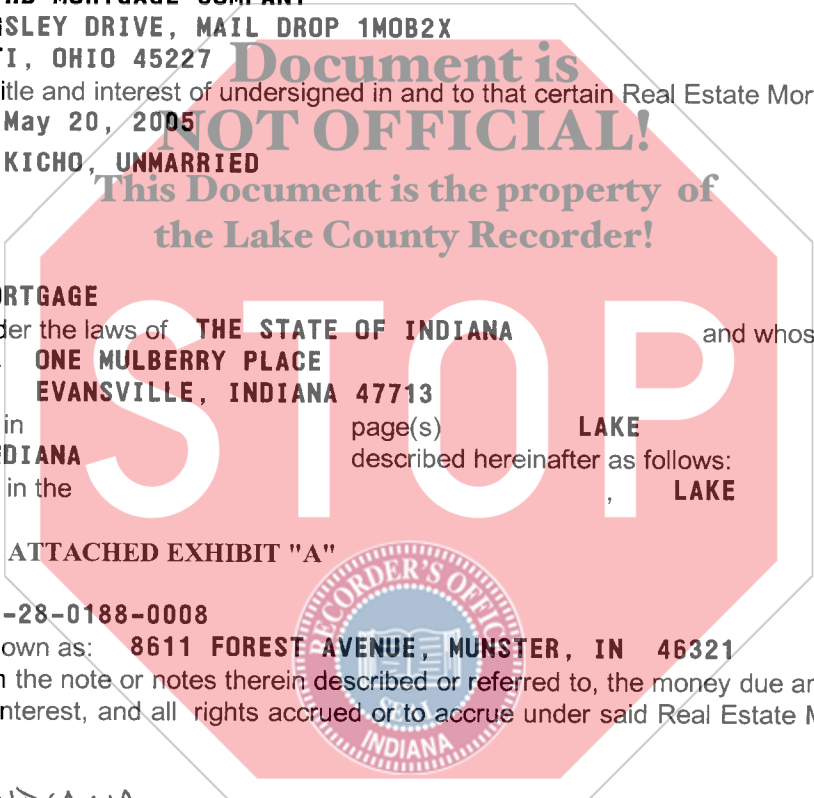 MORTGAGE COMPANY
SLEY DRIVE, MAIL DROP 1MOB2X
I, OHIO 45227
Document is
itle and interest of undersigned in and to that certain Real Estate Mor
May 20, 2005
NOT OFFICIAL!
KICHO, UNMARRIED
This Document is the property of
the Lake County Recorder!
RTGAGE
der the laws of THE STATE OF INDIANA and whos
ONE MULBERRY PLACE
EVANSVILLE, INDIANA 47713
in page(s) LAKE
DIANA described hereinafter as follows:
in the , LAKE
STOP
ATTACHED EXHIBIT "A"
-28-0188-0008
own as: 8611 FOREST AVENUE, MUNSTER, IN 46321
the note or notes therein described or referred to, the money due an
nterest, and all rights accrued or to accrue under said Real Estate M
RECORDER'S OFFICE
SEAL
INDIANA